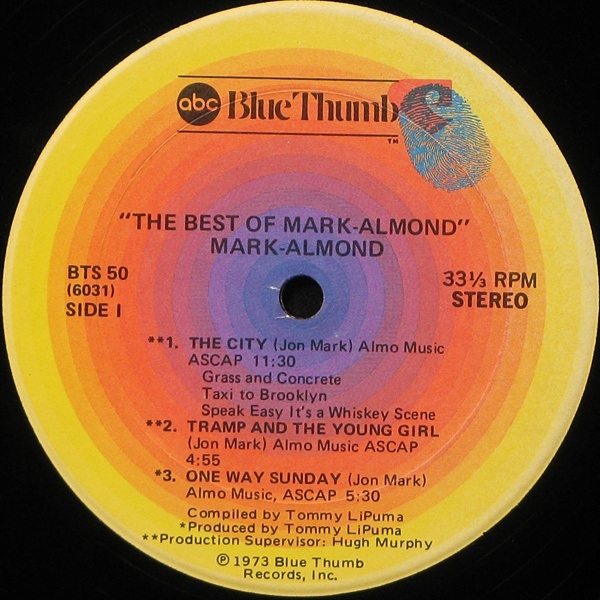 abc Blue Thumb
TM
"THE BEST OF MARK-ALMOND"
MARK-ALMOND
BTS 50
(6031)
SIDE I
33⅓ RPM
STEREO
**1. THE CITY (Jon Mark) Almo Music
ASCAP 11:30
Grass and Concrete
Taxi to Brooklyn
Speak Easy It's a Whiskey Scene
**2. TRAMP AND THE YOUNG GIRL
(Jon Mark) Almo Music ASCAP
4:55
*3. ONE WAY SUNDAY (Jon Mark)
Almo Music, ASCAP 5:30
Compiled by Tommy LiPuma
*Produced by Tommy LiPuma
**Production Supervisor: Hugh Murphy
℗ 1973 Blue Thumb
Records, Inc.